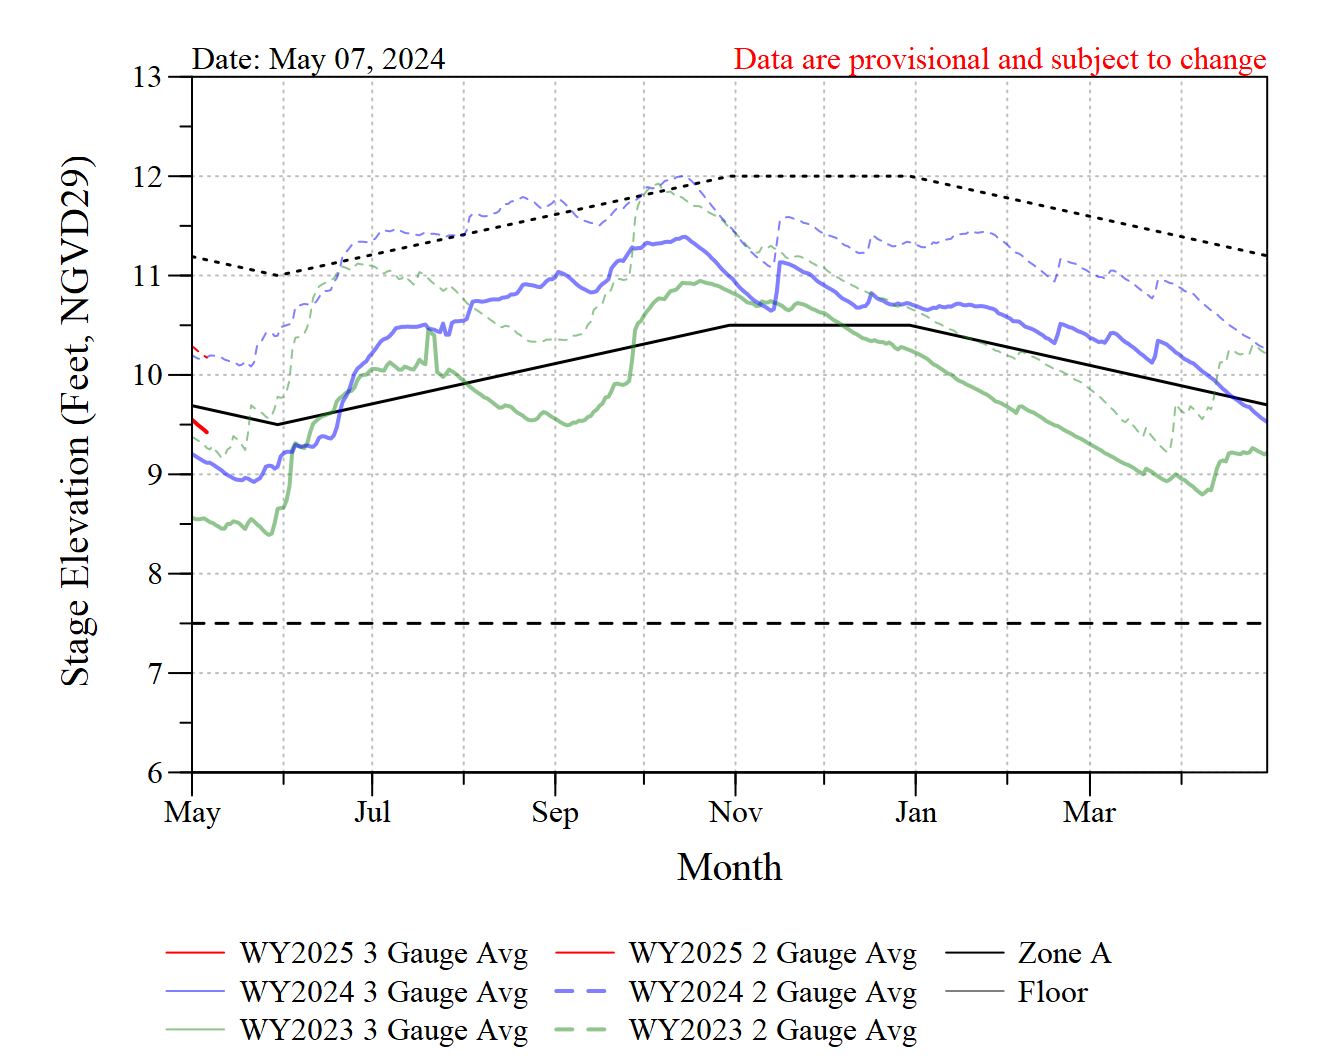 Date: May 07, 2024
Data are provisional and subject to change
13
12
11
10
9
8
7
6
Stage Elevation (Feet, NGVD29)
May Jul Sep Nov Jan Mar
Month
WY2025 3 Gauge Avg WY2025 2 Gauge Avg Zone A
WY2024 3 Gauge Avg WY2024 2 Gauge Avg Floor
WY2023 3 Gauge Avg WY2023 2 Gauge Avg